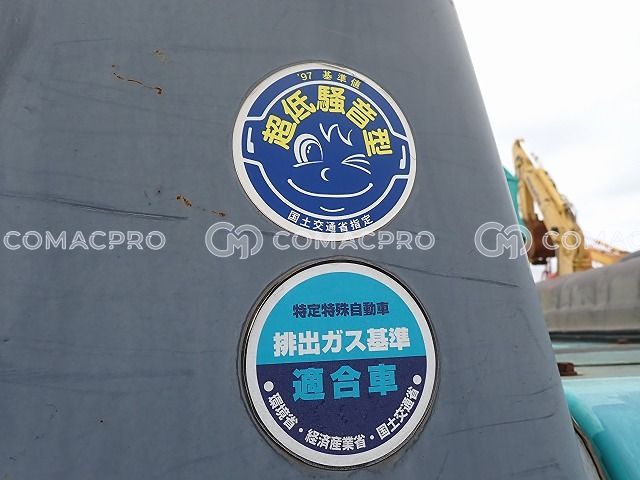 '97 基準値
超低騒音型
国土交通省指定
COMACPRO COMACPRO COMACPRO
特定特殊自動車
排出ガス基準
適合車
・環境省・経済産業省・国土交通省・